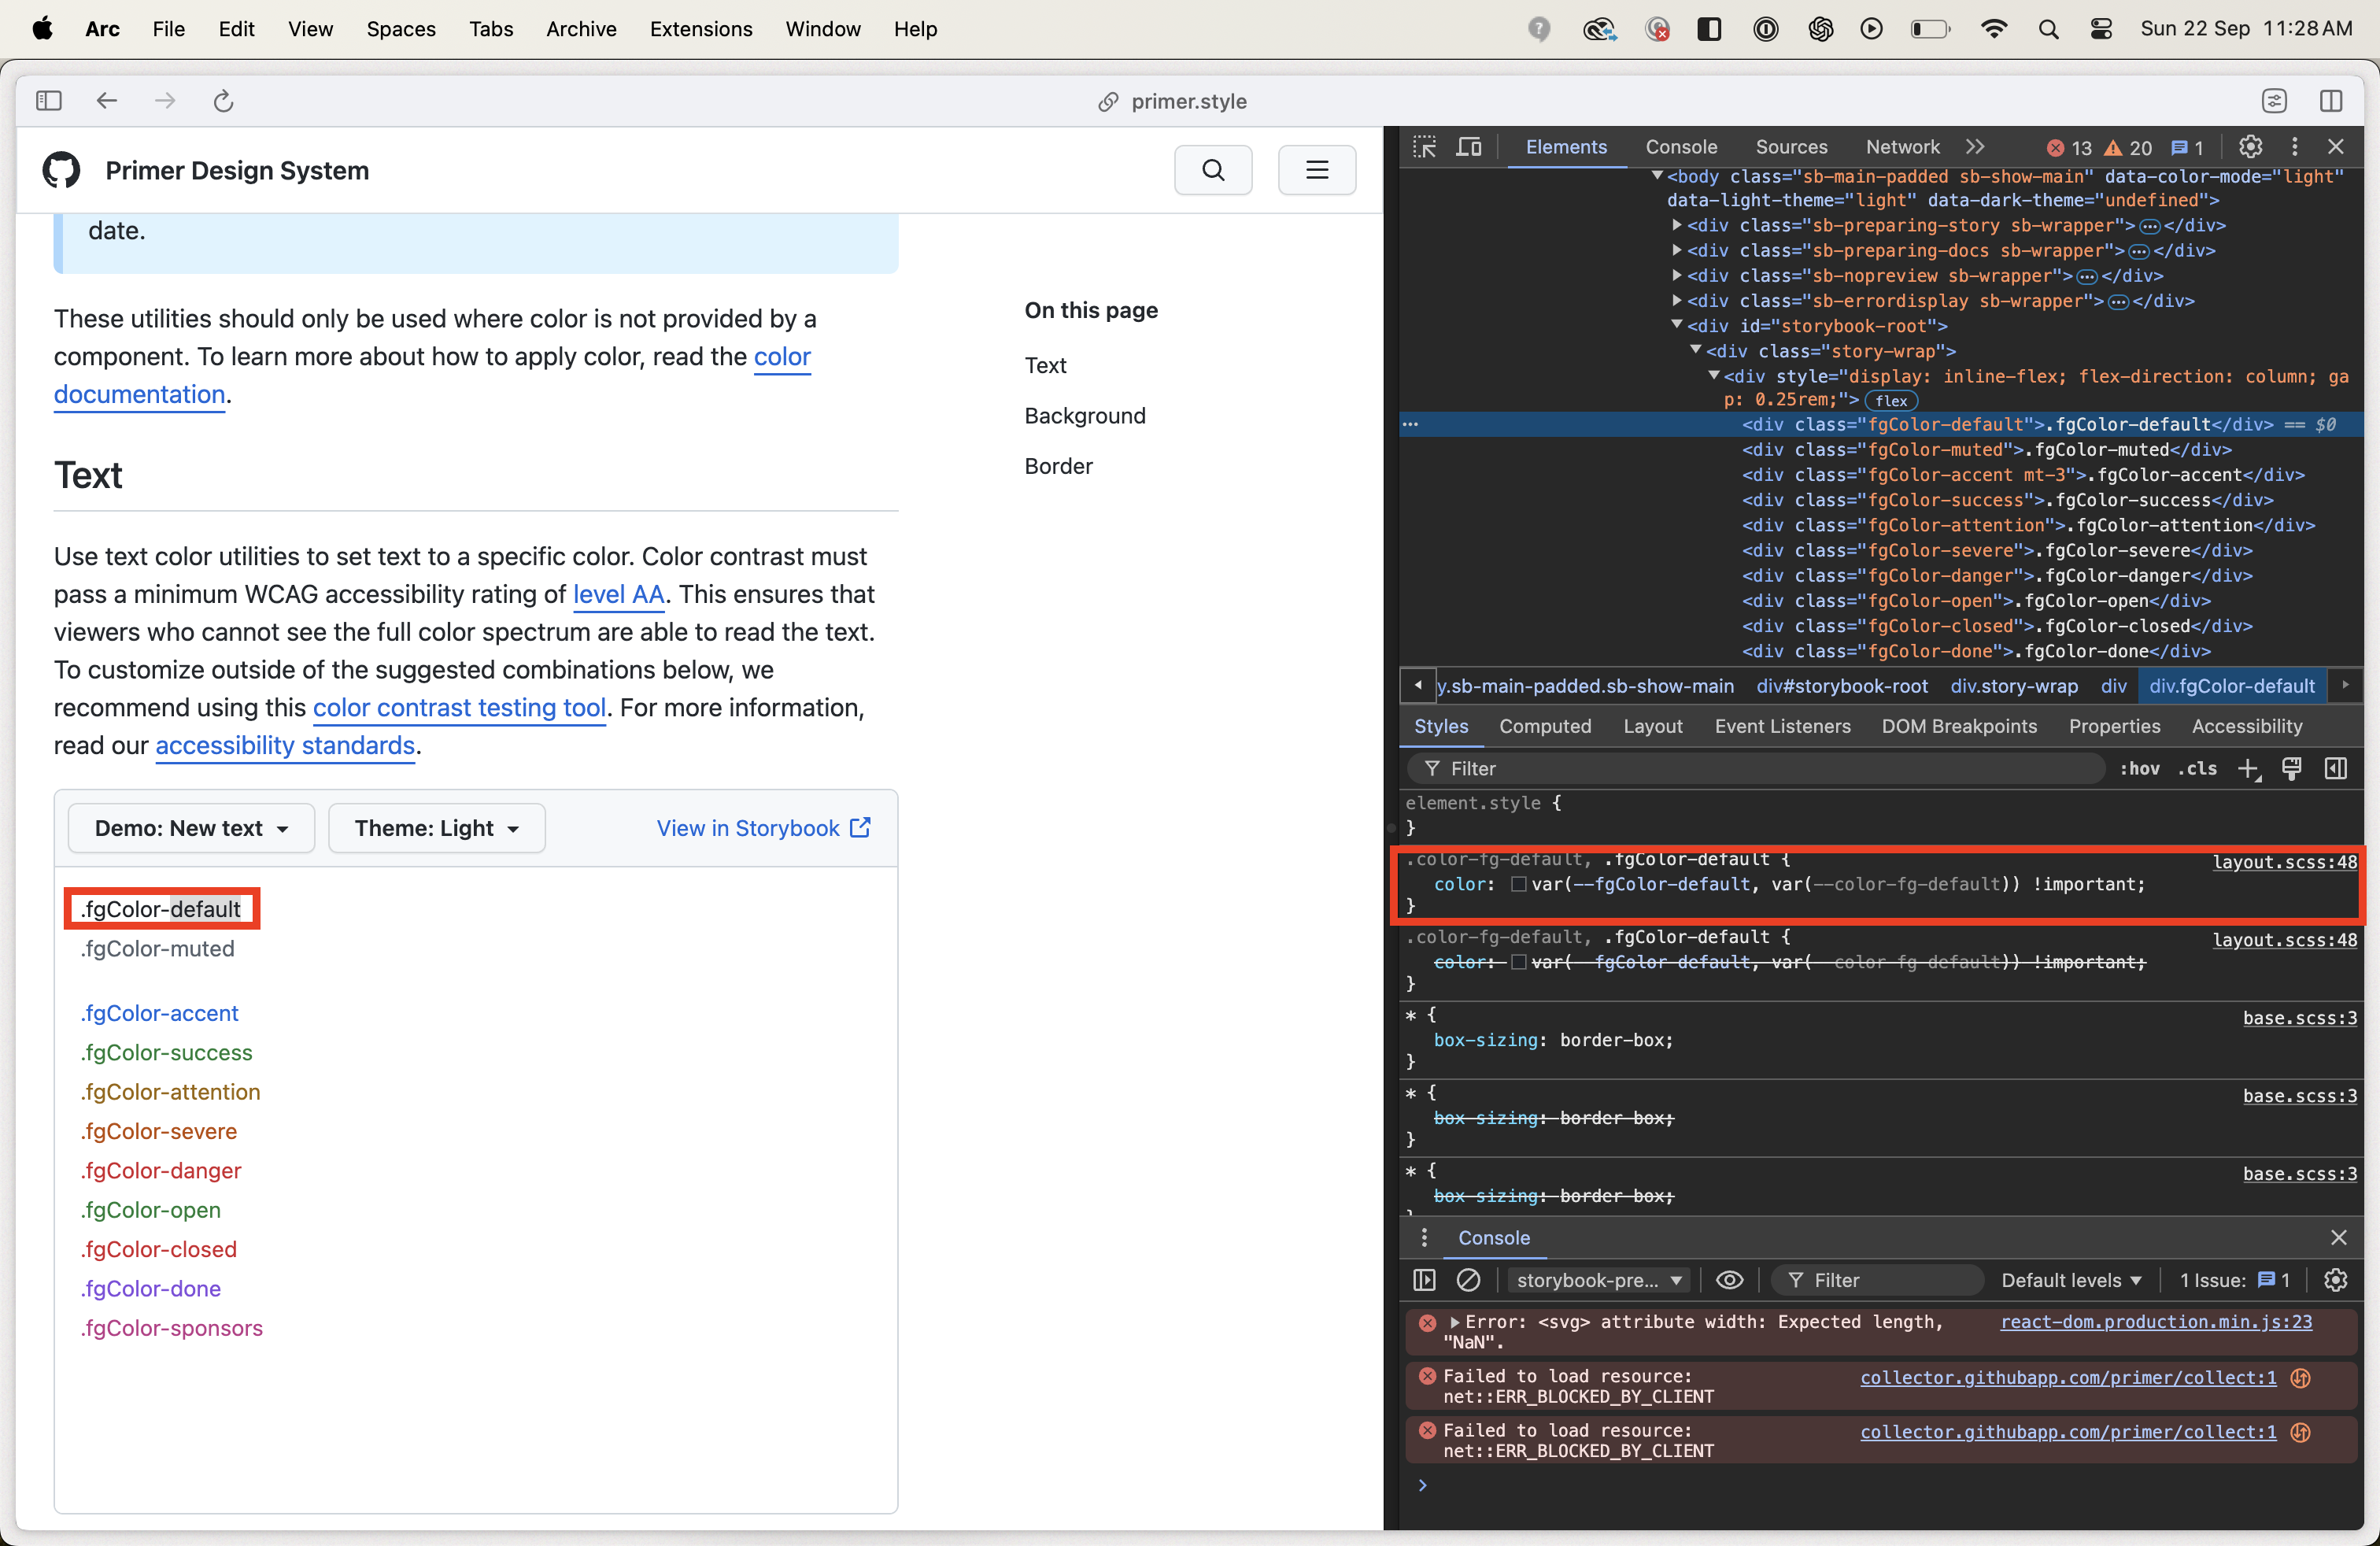 Arc File Edit View Spaces Tabs Archive Extensions Window Help Sun 22 Sep 11:28 AM
primer.style
Primer Design System
date.
These utilities should only be used where color is not provided by a
component. To learn more about how to apply color, read the color
documentation.
Text
Use text color utilities to set text to a specific color. Color contrast must
pass a minimum WCAG accessibility rating of level AA. This ensures that
viewers who cannot see the full color spectrum are able to read the text.
To customize outside of the suggested combinations below, we
recommend using this color contrast testing tool. For more information,
read our accessibility standards.
Demo: New text Theme: Light View in Storybook
.fgColor-default
.fgColor-muted
.fgColor-accent
.fgColor-success
.fgColor-attention
.fgColor-severe
.fgColor-danger
.fgColor-open
.fgColor-closed
.fgColor-done
.fgColor-sponsors
On this page
Text
Background
Border
Elements Console Sources Network 13 20 1
<body class="sb-main-padded sb-show-main" data-color-mode="light"
data-light-theme="light" data-dark-theme="undefined">
<div class="sb-preparing-story sb-wrapper">…</div>
<div class="sb-preparing-docs sb-wrapper">…</div>
<div class="sb-nopreview sb-wrapper">…</div>
<div class="sb-errordisplay sb-wrapper">…</div>
<div id="storybook-root">
<div class="story-wrap">
<div style="display: inline-flex; flex-direction: column; ga
p: 0.25rem;"> flex
<div class="fgColor-default">.fgColor-default</div> == $0
<div class="fgColor-muted">.fgColor-muted</div>
<div class="fgColor-accent mt-3">.fgColor-accent</div>
<div class="fgColor-success">.fgColor-success</div>
<div class="fgColor-attention">.fgColor-attention</div>
<div class="fgColor-severe">.fgColor-severe</div>
<div class="fgColor-danger">.fgColor-danger</div>
<div class="fgColor-open">.fgColor-open</div>
<div class="fgColor-closed">.fgColor-closed</div>
<div class="fgColor-done">.fgColor-done</div>
y.sb-main-padded.sb-show-main div#storybook-root div.story-wrap div div.fgColor-default
Styles Computed Layout Event Listeners DOM Breakpoints Properties Accessibility
Filter :hov .cls
element.style {
}
.color-fg-default, .fgColor-default { layout.scss:48
color: var(--fgColor-default, var(--color-fg-default)) !important;
}
.color-fg-default, .fgColor-default { layout.scss:48
color: var(--fgColor-default, var(--color-fg-default)) !important;
}
* { base.scss:3
box-sizing: border-box;
}
* { base.scss:3
box-sizing: border-box;
}
* { base.scss:3
box-sizing: border-box;
}
Console
storybook-pre... Filter Default levels 1 Issue: 1
Error: <svg> attribute width: Expected length, react-dom.production.min.js:23
"NaN".
Failed to load resource: collector.githubapp.com/primer/collect:1
net::ERR_BLOCKED_BY_CLIENT
Failed to load resource: collector.githubapp.com/primer/collect:1
net::ERR_BLOCKED_BY_CLIENT